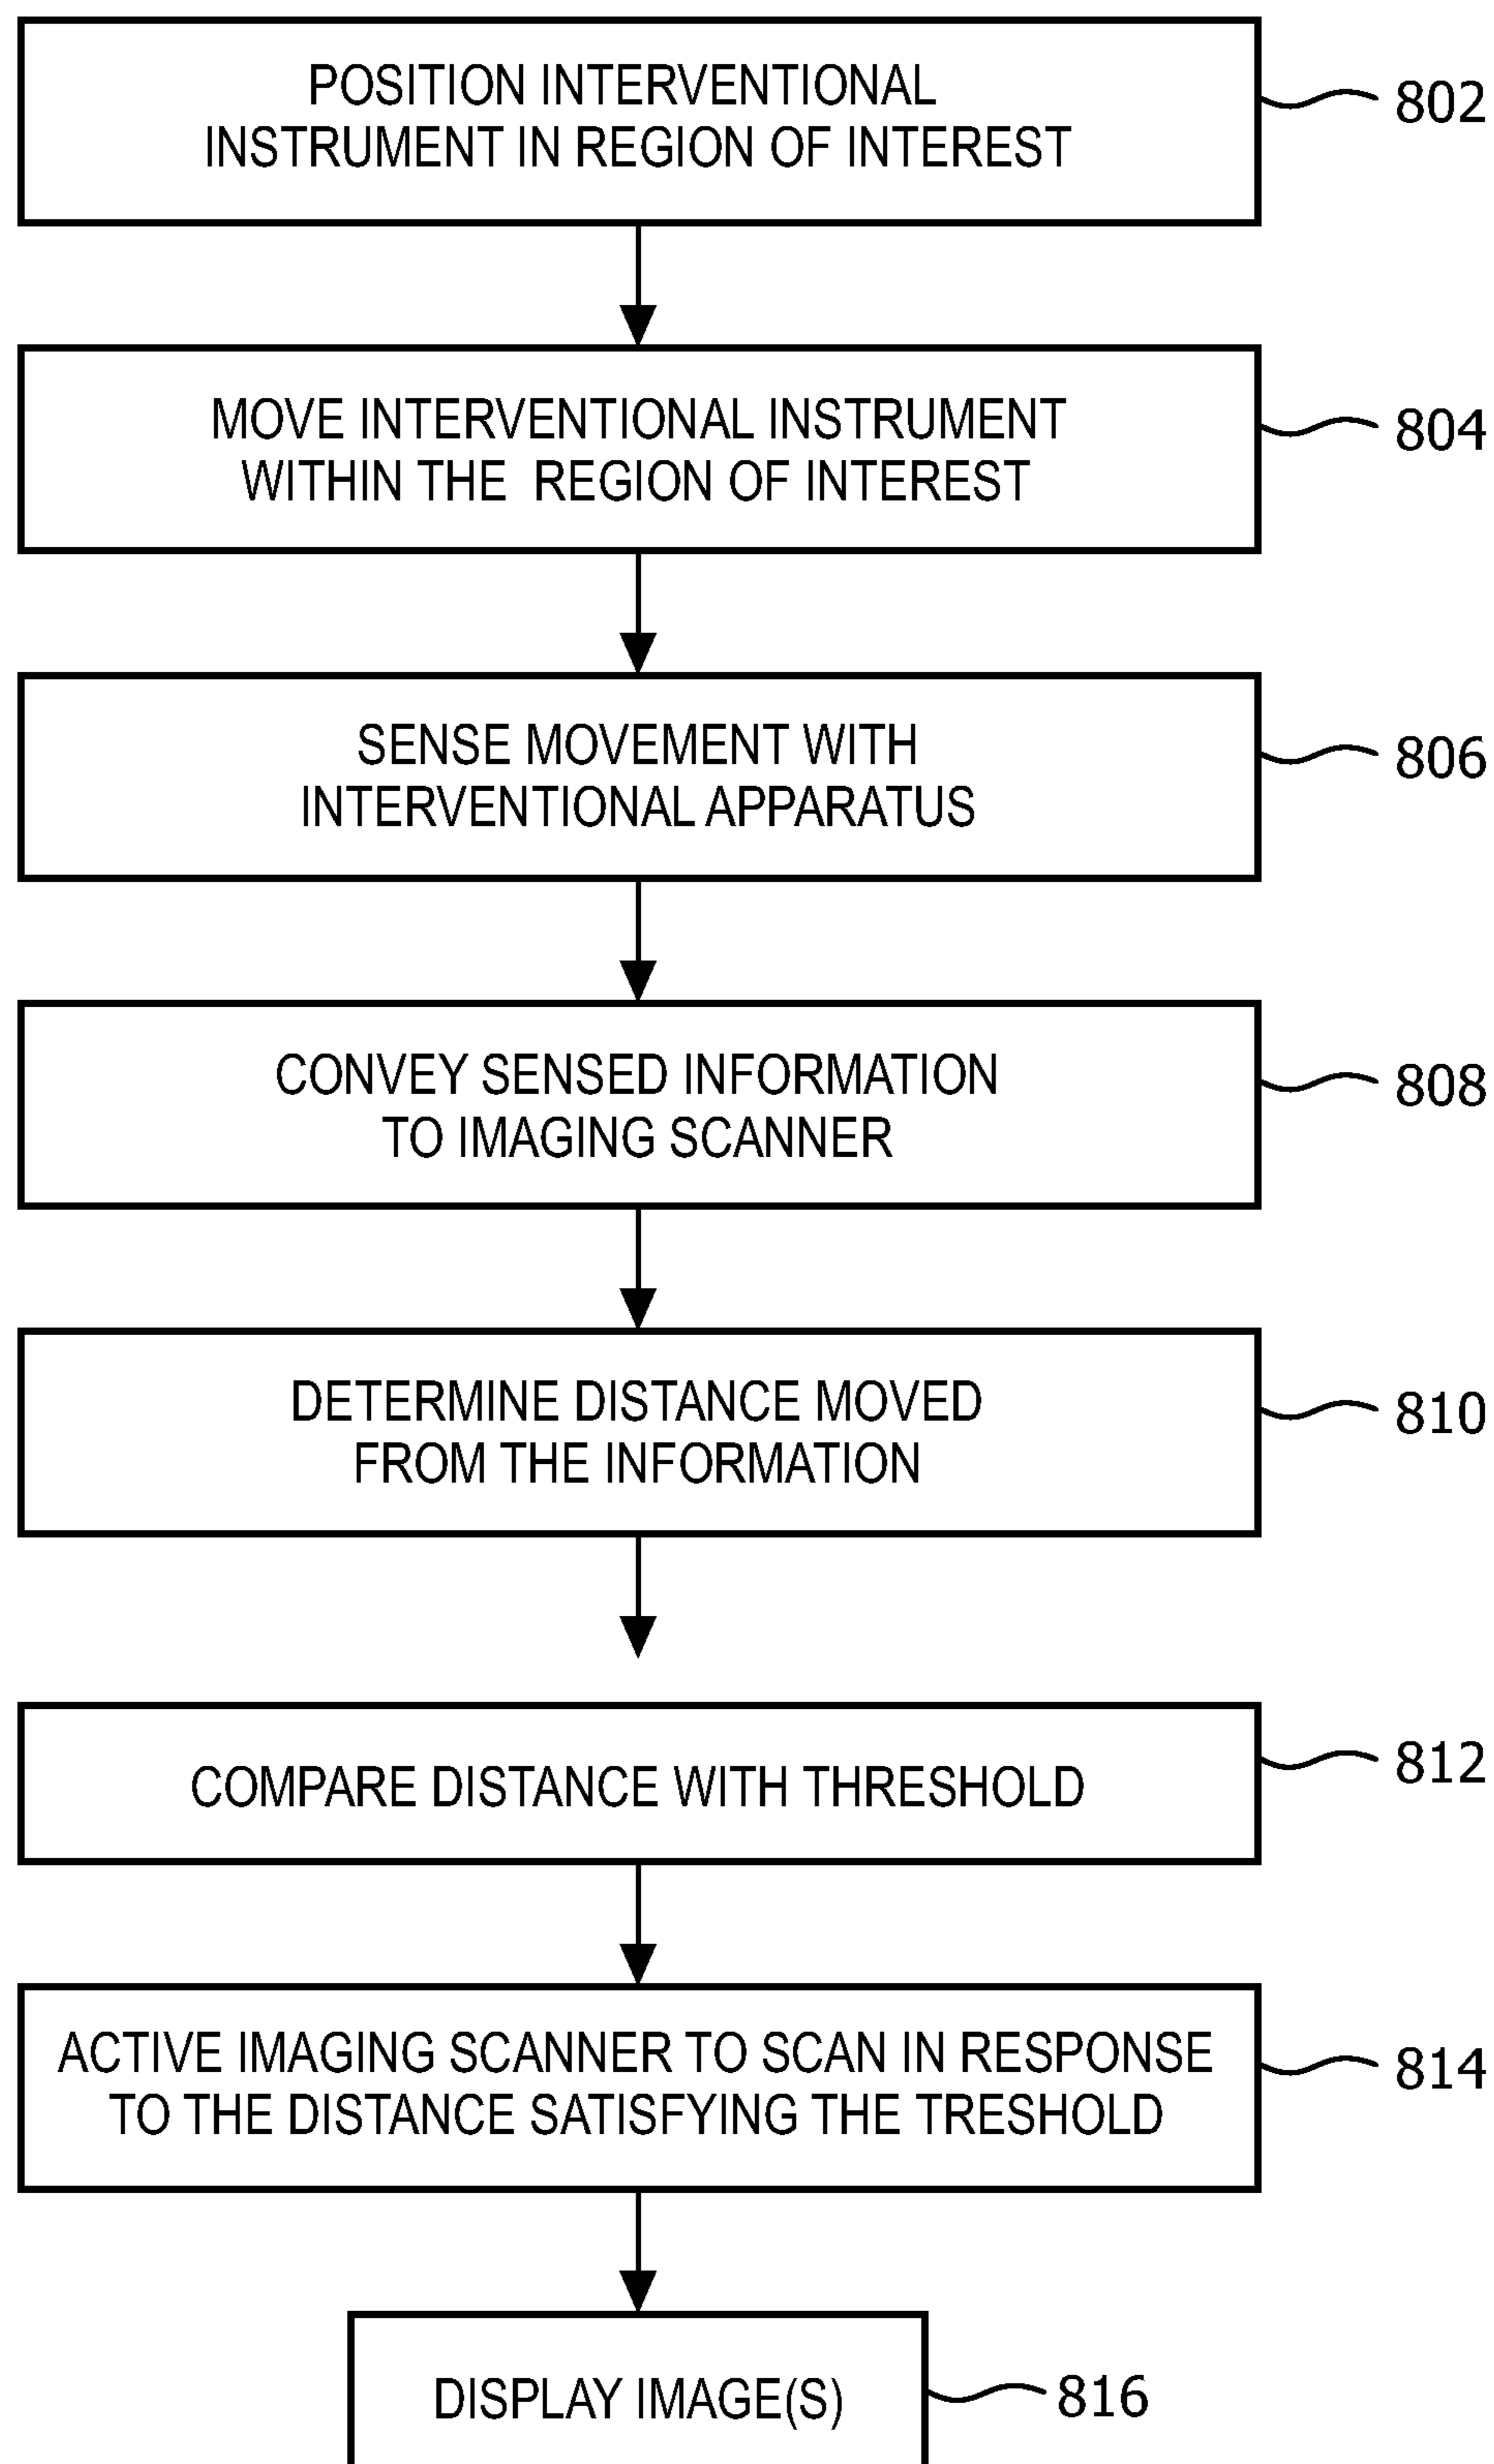 POSITION INTERVENTIONAL
INSTRUMENT IN REGION OF INTEREST
802
MOVE INTERVENTIONAL INSTRUMENT
WITHIN THE REGION OF INTEREST
804
SENSE MOVEMENT WITH
INTERVENTIONAL APPARATUS
806
CONVEY SENSED INFORMATION
TO IMAGING SCANNER
808
DETERMINE DISTANCE MOVED
FROM THE INFORMATION
810
COMPARE DISTANCE WITH THRESHOLD
812
ACTIVE IMAGING SCANNER TO SCAN IN RESPONSE
TO THE DISTANCE SATISFYING THE TRESHOLD
814
DISPLAY IMAGE(S)
816